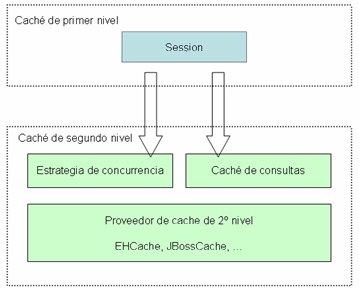 Caché de primer nivel
Session
Caché de segundo nivel
Estrategia de concurrencia
Caché de consultas
Proveedor de cache de 2º nivel
EHCache, JBossCache, ...